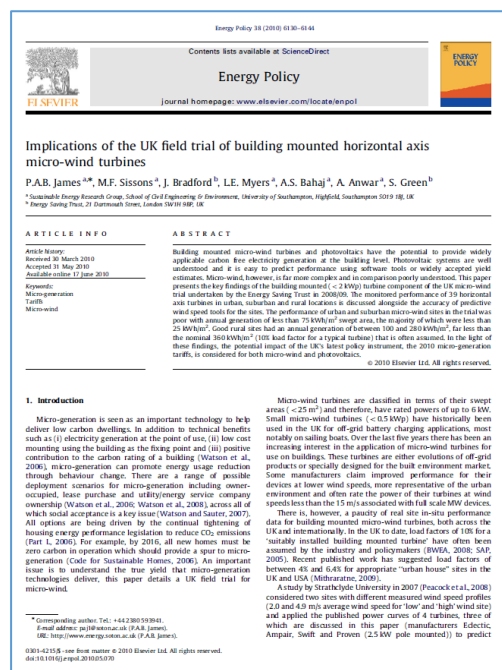 Energy Policy 38 (2010) 6130–6144
Contents lists available at ScienceDirect
Energy Policy
journal homepage: www.elsevier.com/locate/enpol
ELSEVIER
ENERGY
POLICY
Implications of the UK field trial of building mounted horizontal axis
micro-wind turbines
P.A.B. James a,*, M.F. Sissons a, J. Bradford b, L.E. Myers a, A.S. Bahaj a, A. Anwar a, S. Green b
a Sustainable Energy Research Group, School of Civil Engineering & Environment, University of Southampton, Highfield, Southampton SO19 1BJ, UK
b Energy Saving Trust, 21 Dartmouth Street, London SW1H 9BP, UK
ARTICLE INFO
Article history:
Received 30 March 2010
Accepted 31 May 2010
Available online 17 June 2010
Keywords:
Micro-generation
Tariffs
Micro-wind
ABSTRACT
Building mounted micro-wind turbines and photovoltaics have the potential to provide widely
applicable carbon free electricity generation at the building level. Photovoltaic systems are well
understood and it is easy to predict performance using software tools or widely accepted yield
estimates. Micro-wind, however, is far more complex and in comparison poorly understood. This paper
presents the key findings of the building mounted (< 2 kWp) turbine component of the UK micro-wind
trial undertaken by the Energy Saving Trust in 2008/09. The monitored performance of 39 horizontal
axis turbines in urban, suburban and rural locations is discussed alongside the accuracy of predictive
wind speed tools for the sites. The performance of urban and suburban micro-wind sites in the trial was
poor with annual generation of less than 75 kWh/m² swept area, the majority of which were less than
25 kWh/m². Good rural sites had an annual generation of between 100 and 280 kWh/m², far less than
the nominal 360 kWh/m² (10% load factor for a typical turbine) that is often assumed. In the light of
these findings, the potential impact of the UK's latest policy instrument, the 2010 micro-generation
tariffs, is considered for both micro-wind and photovoltaics.
© 2010 Elsevier Ltd. All rights reserved.
1. Introduction
Micro-generation is seen as an important technology to help
deliver low carbon dwellings. In addition to technical benefits
such as (i) electricity generation at the point of use, (ii) low cost
mounting using the building as the fixing point and (iii) positive
contribution to the carbon rating of a building (Watson et al.,
2006), micro-generation can promote energy usage reduction
through behaviour change. There are a range of possible
deployment scenarios for micro-generation including owner-
occupied, lease purchase and utility/energy service company
ownership (Watson et al., 2006; Watson et al., 2008), across all of
which social acceptance is a key issue (Watson and Sauter, 2007).
All options are being driven by the continual tightening of
housing energy performance legislation to reduce CO2 emissions
(Part L, 2006). For example, by 2016, all new homes must be
zero carbon in operation which should provide a spur to micro-
generation (Code for Sustainable Homes, 2006). An important
issue is to understand the true yield that micro-generation
technologies deliver, this paper details a UK field trial for
micro-wind.
* Corresponding author. Tel.: +44 2380 593941.
E-mail address: paj1@soton.ac.uk (P.A.B. James).
URL: http://www.energy.soton.ac.uk (P.A.B. James).
0301-4215/$ - see front matter © 2010 Elsevier Ltd. All rights reserved.
doi:10.1016/j.enpol.2010.05.070
Micro-wind turbines are classified in terms of their swept
areas (< 25 m²) and therefore, have rated powers of up to 6 kW.
Small micro-wind turbines (< 0.5 kWp) have historically been
used in the UK for off-grid battery charging applications, most
notably on sailing boats. Over the last five years there has been an
increasing interest in the application of micro-wind turbines for
use on buildings. These turbines are either evolutions of off-grid
products or specially designed for the built environment market.
Some manufacturers claim improved performance for their
devices at lower wind speeds, more representative of the urban
environment and often rate the power of their turbines at wind
speeds less than the 15 m/s associated with full scale MW devices.
There is, however, a paucity of real site in-situ performance
data for building mounted micro-wind turbines, both across the
UK and internationally. In the UK to date, load factors of 10% for a
'suitably installed building mounted turbine' have often been
assumed by the industry and policymakers (BWEA, 2008; SAP,
2005). Recent published work has suggested load factors of
between 4% and 6.4% for appropriate "urban house" sites in the
UK and USA (Mithraratne, 2009).
A study by Strathclyde University in 2007 (Peacock et al., 2008)
considered two sites with different measured wind speed profiles
(2.0 and 4.9 m/s average wind speed for 'low' and 'high' wind site)
and applied the published power curves of 4 turbines, three of
which are discussed in this paper (manufacturers Eclectic,
Ampair, Swift and Proven (2.5 kW pole mounted)) to predict